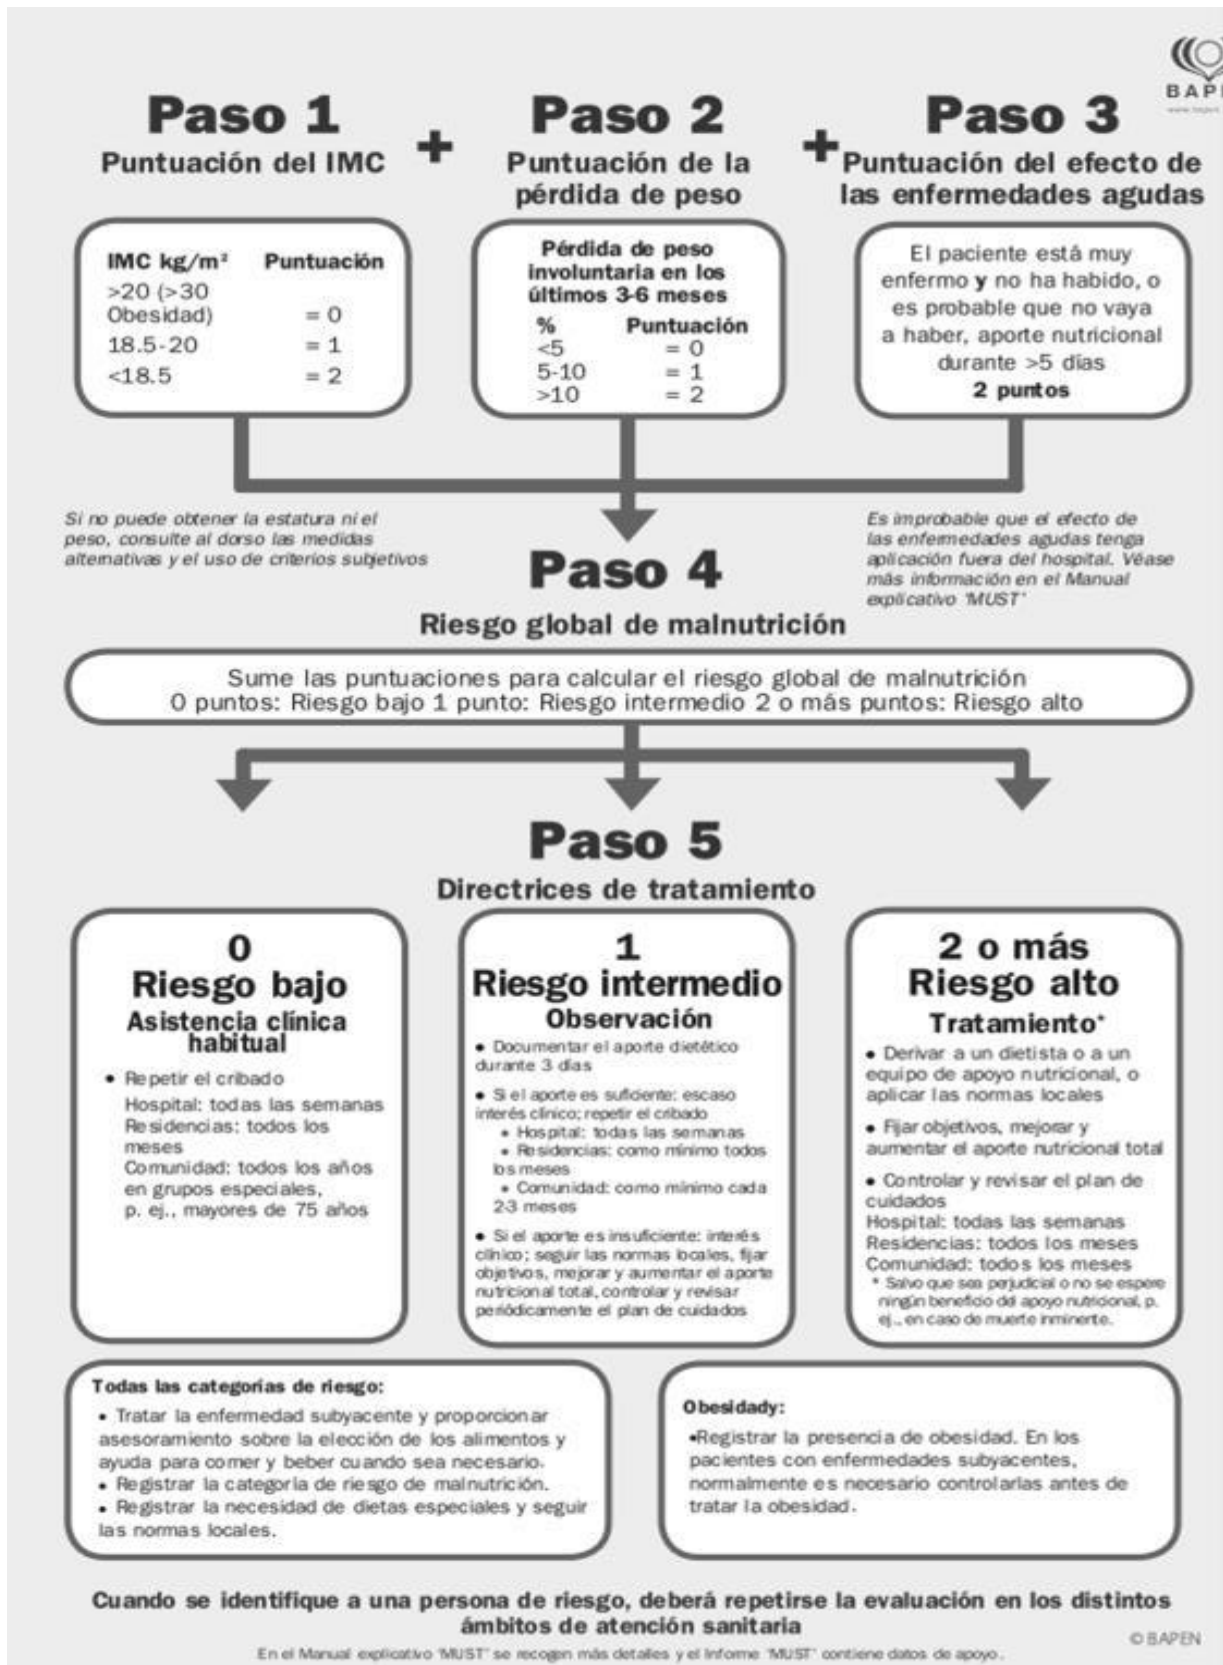 BAP
Paso 1
Puntuación del IMC
+
Paso 2
Puntuación de la
pérdida de peso
+
Paso 3
Puntuación del efecto de
las enfermedades agudas
IMC kg/m² Puntuación
>20 (>30
Obesidad) = 0
18.5-20 = 1
<18.5 = 2
Pérdida de peso
involuntaria en los
últimos 3-6 meses
% Puntuación
<5 = 0
5-10 = 1
>10 = 2
El paciente está muy
enfermo y no ha habido, o
es probable que no vaya
a haber, aporte nutricional
durante >5 días
2 puntos
Si no puede obtener la estatura ni el
peso, consulte al dorso las medidas
alternativas y el uso de criterios subjetivos
Es improbable que el efecto de
las enfermedades agudas tenga
aplicación fuera del hospital. Véase
más información en el Manual
explicativo 'MUST'
Paso 4
Riesgo global de malnutrición
Sume las puntuaciones para calcular el riesgo global de malnutrición
0 puntos: Riesgo bajo 1 punto: Riesgo intermedio 2 o más puntos: Riesgo alto
Paso 5
Directrices de tratamiento
0
Riesgo bajo
Asistencia clínica
habitual
• Repetir el cribado
Hospital: todas las semanas
Residencias: todos los
meses
Comunidad: todos los años
en grupos especiales,
p. ej., mayores de 75 años
1
Riesgo intermedio
Observación
• Documentar el aporte dietético
durante 3 días
• Si el aporte es suficiente: escaso
interés clínico; repetir el cribado
• Hospital: todas las semanas
• Residencias: como mínimo todos
los meses
• Comunidad: como mínimo cada
2-3 meses
• Si el aporte es insuficiente: interés
clínico; seguir las normas locales, fijar
objetivos, mejorar y aumentar el aporte
nutricional total, controlar y revisar
periódicamente el plan de cuidados
2 o más
Riesgo alto
Tratamiento*
• Derivar a un dietista o a un
equipo de apoyo nutricional, o
aplicar las normas locales
• Fijar objetivos, mejorar y
aumentar el aporte nutricional total
• Controlar y revisar el plan de
cuidados
Hospital: todas las semanas
Residencias: todos los meses
Comunidad: todos los meses
* Salvo que sea perjudicial o no se espere
ningún beneficio del apoyo nutricional, p.
ej., en caso de muerte inminente.
Todas las categorías de riesgo:
• Tratar la enfermedad subyacente y proporcionar
asesoramiento sobre la elección de los alimentos y
ayuda para comer y beber cuando sea necesario.
• Registrar la categoría de riesgo de malnutrición.
• Registrar la necesidad de dietas especiales y seguir
las normas locales.
Obesidady:
•Registrar la presencia de obesidad. En los
pacientes con enfermedades subyacentes,
normalmente es necesario controlarlas antes de
tratar la obesidad.
Cuando se identifique a una persona de riesgo, deberá repetirse la evaluación en los distintos
ámbitos de atención sanitaria
© BAPEN
En el Manual explicativo 'MUST' se recogen más detalles y el Informe 'MUST' contiene datos de apoyo.